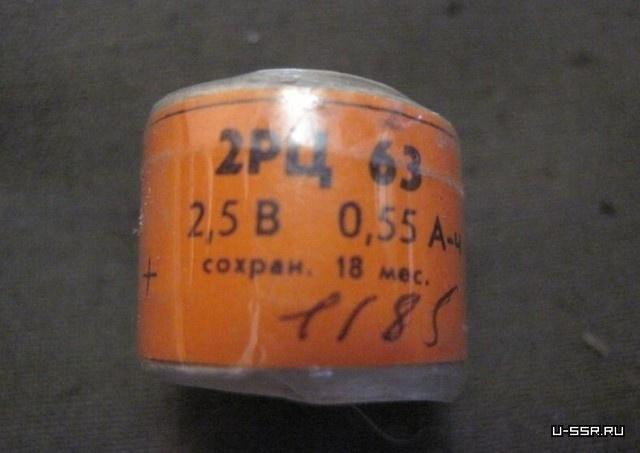 2РЦ 63
2,5 В 0,55 А-ч
+
сохран. 18 мес.
1185
U-SSR.RU